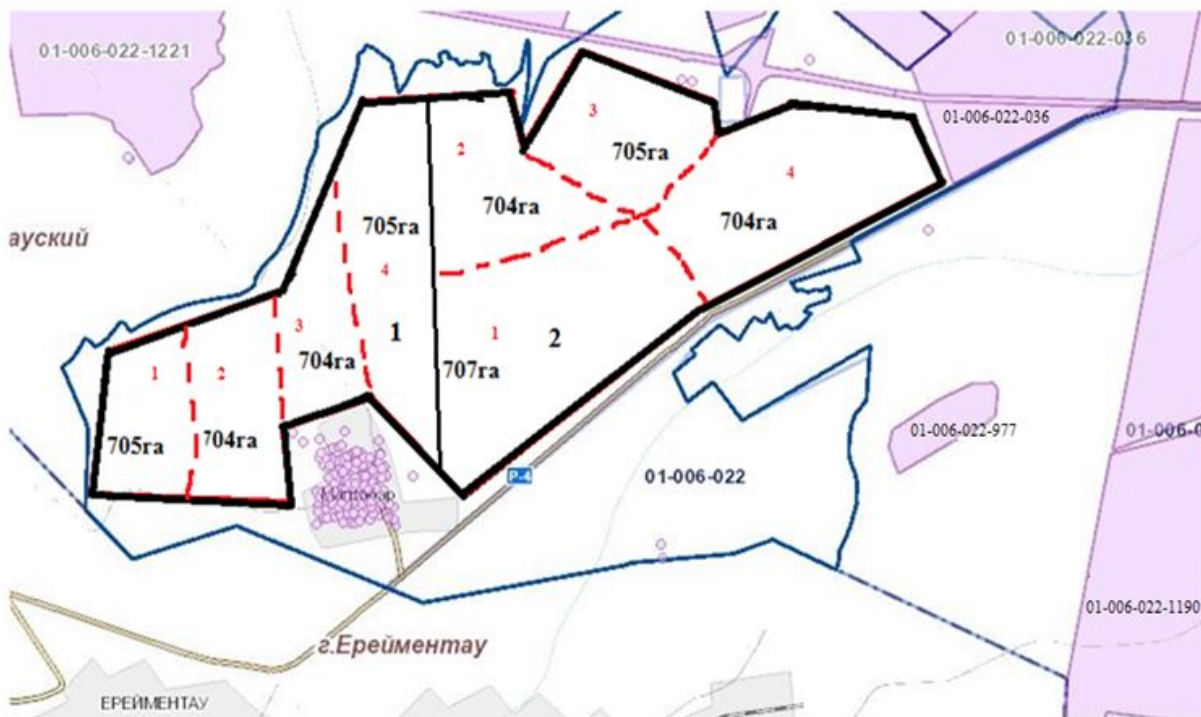 01-006-022-1221
01-006-022-036
01-006-022-036
3
2
705га
4
704га
705га
704га
ауский
4
3
1
1
2
704га
707га
1
2
705га
704га
01-006-022-977
01-006-0
Р-4
01-006-022
01-006-022-1190
г.Ерейментау
ЕРЕЙМЕНТАУ